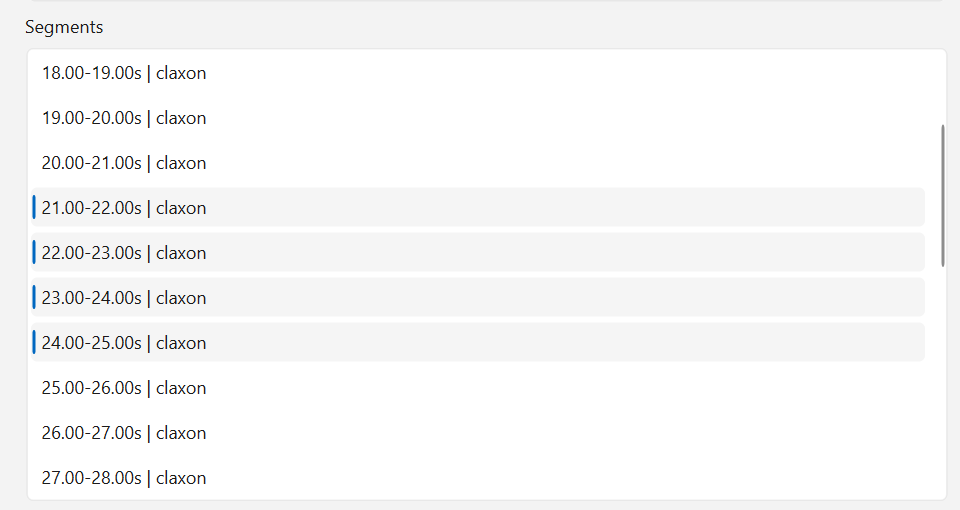 Segments
18.00-19.00s | claxon
19.00-20.00s | claxon
20.00-21.00s | claxon
21.00-22.00s | claxon
22.00-23.00s | claxon
23.00-24.00s | claxon
24.00-25.00s | claxon
25.00-26.00s | claxon
26.00-27.00s | claxon
27.00-28.00s | claxon